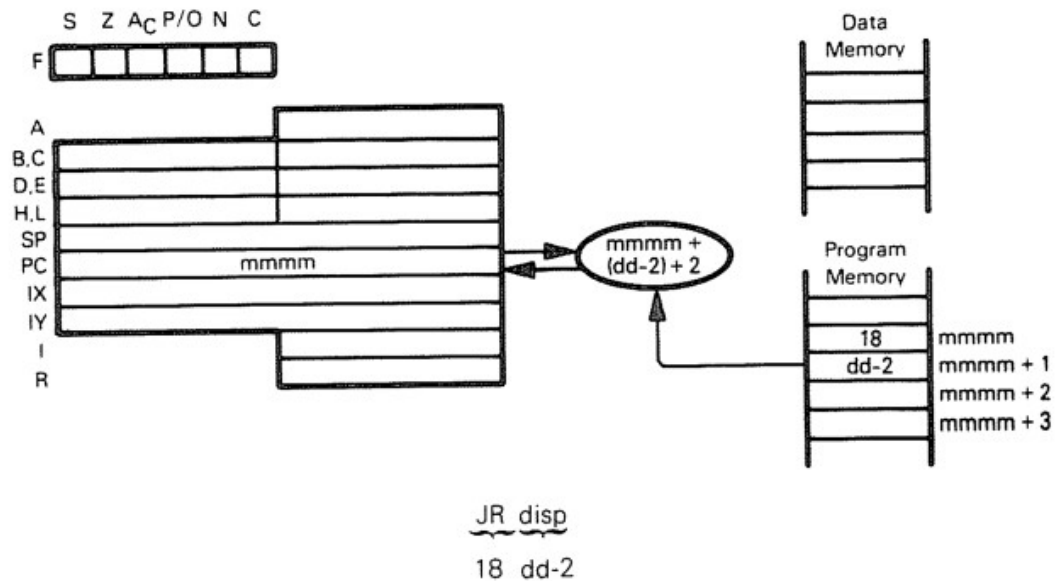 S Z AC P/O N C
F
A
B,C
D,E
H,L
SP
PC mmmm
IX
IY
I
R
mmmm +
(dd-2) + 2
Data
Memory
Program
Memory
18 mmmm
dd-2 mmmm + 1
mmmm + 2
mmmm + 3
JR disp
18 dd-2